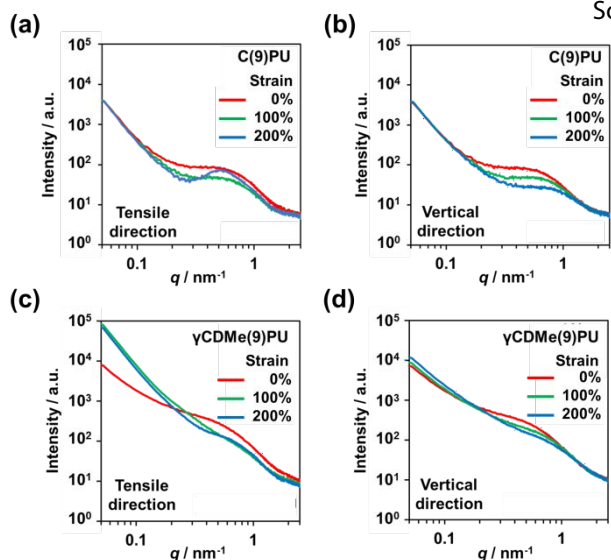 Sc
(a)
C(9)PU
Strain
0%
100%
200%
Tensile
direction
Intensity / a.u.
10⁵
10⁴
10³
10²
10¹
10⁰
0.1
1
q / nm⁻¹
(b)
C(9)PU
Strain
0%
100%
200%
Vertical
direction
Intensity / a.u.
10⁵
10⁴
10³
10²
10¹
10⁰
0.1
1
q / nm⁻¹
(c)
γCDMe(9)PU
Strain
0%
100%
200%
Tensile
direction
Intensity / a.u.
10⁵
10⁴
10³
10²
10¹
10⁰
0.1
1
q / nm⁻¹
(d)
γCDMe(9)PU
Strain
0%
100%
200%
Vertical
direction
Intensity / a.u.
10⁵
10⁴
10³
10²
10¹
10⁰
0.1
1
q / nm⁻¹